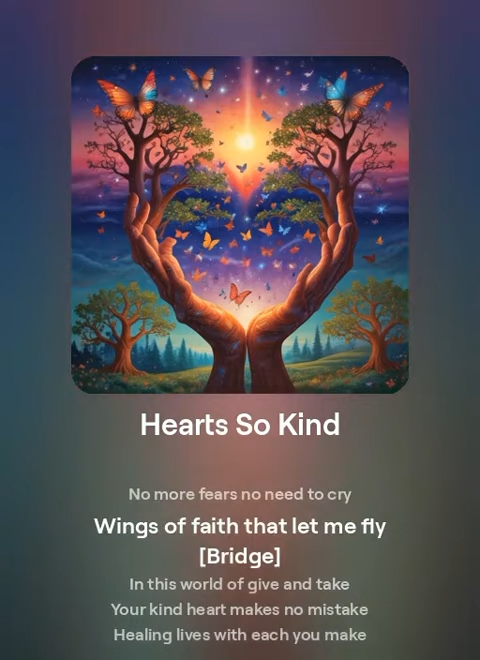 Hearts So Kind
No more fears no need to cry
Wings of faith that let me fly
[Bridge]
In this world of give and take
Your kind heart makes no mistake
Healing lives with each you make